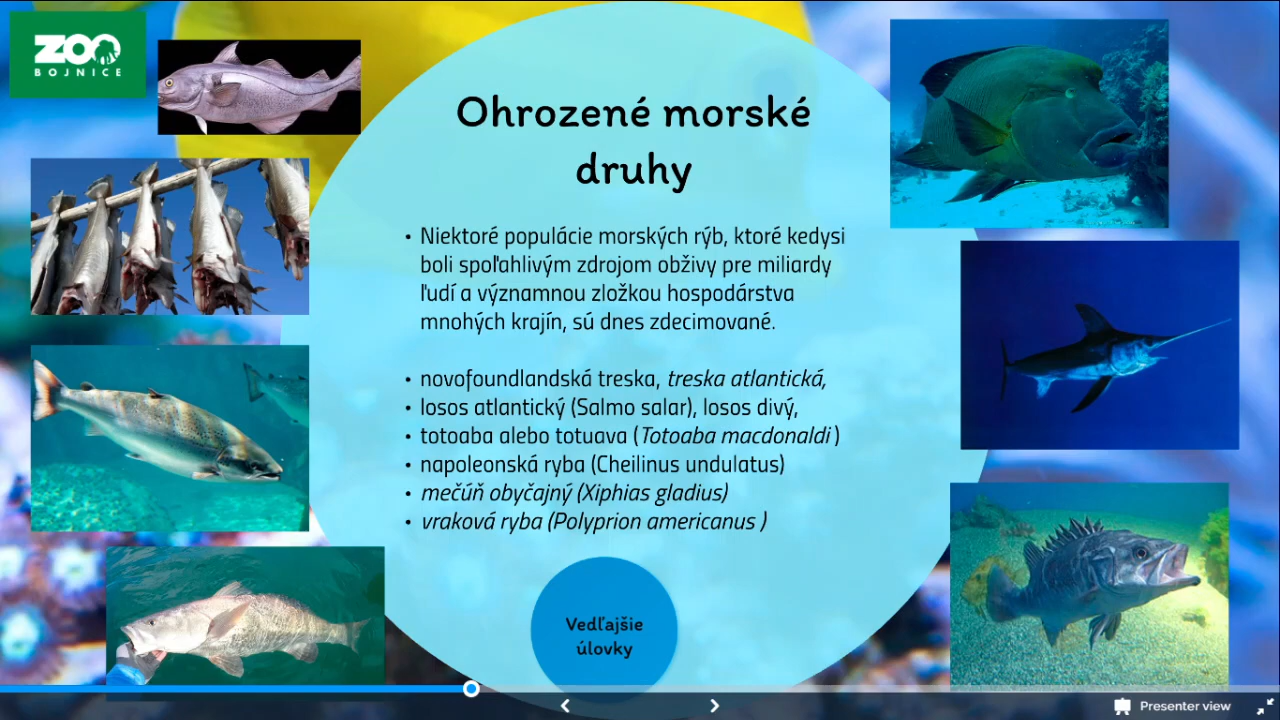 ZOO
BOJNICE
Ohrozené morské
druhy
• Niektoré populácie morských rýb, ktoré kedysi
boli spoľahlivým zdrojom obživy pre miliardy
ľudí a významnou zložkou hospodárstva
mnohých krajín, sú dnes zdecimované.
• novofoundlandská treska, treska atlantická,
• losos atlantický (Salmo salar), losos divý,
• totoaba alebo totuava (Totoaba macdonaldi )
• napoleonská ryba (Cheilinus undulatus)
• mečúň obyčajný (Xiphias gladius)
• vraková ryba (Polyprion americanus )
Vedľajšie
úlovky
Presenter view